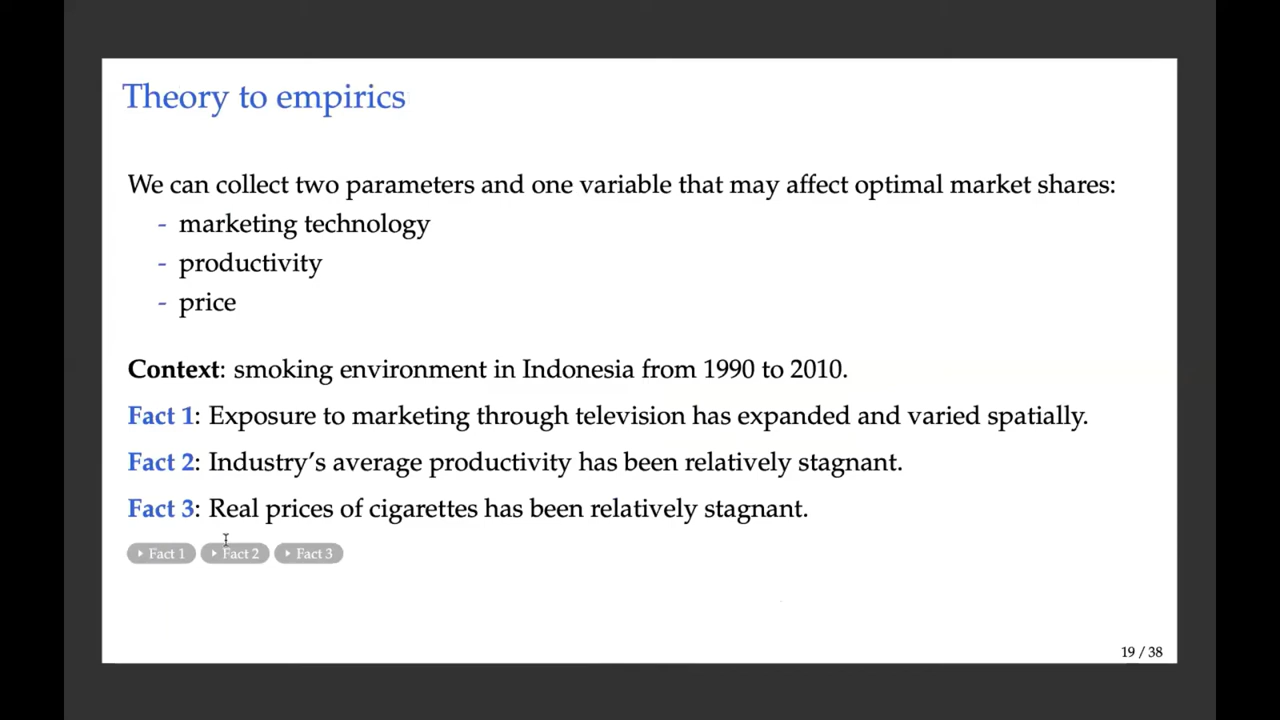 Theory to empirics
We can collect two parameters and one variable that may affect optimal market shares:
- marketing technology
- productivity
- price
Context: smoking environment in Indonesia from 1990 to 2010.
Fact 1: Exposure to marketing through television has expanded and varied spatially.
Fact 2: Industry's average productivity has been relatively stagnant.
Fact 3: Real prices of cigarettes has been relatively stagnant.
Fact 1 Fact 2 Fact 3
19 / 38